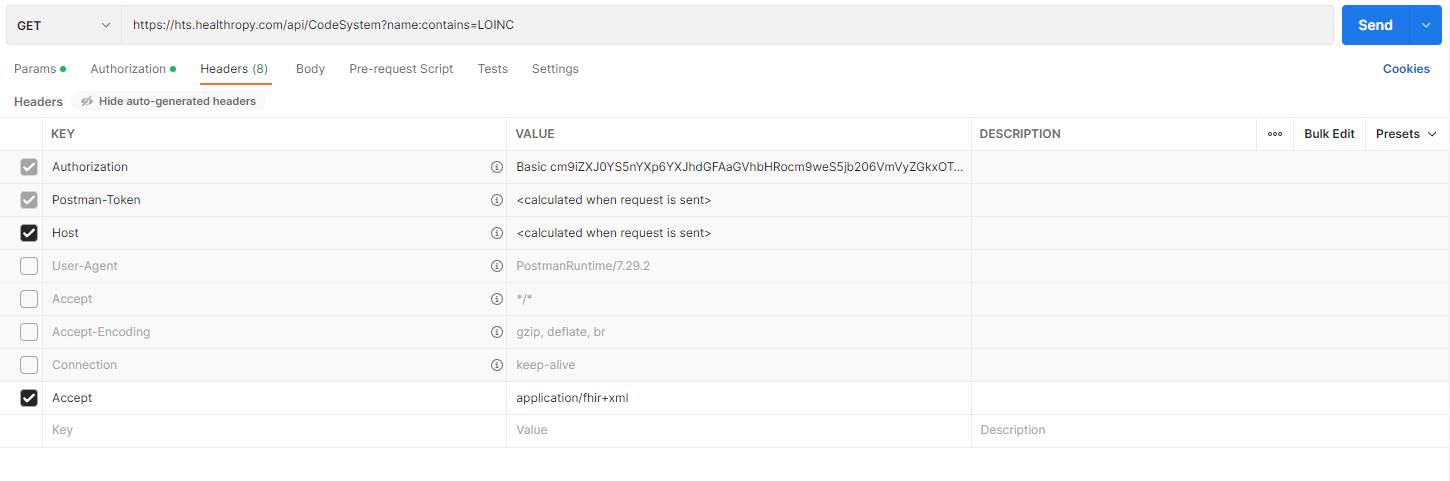 GET https://hts.healthropy.com/api/CodeSystem?name:contains=LOINC Send
Params Authorization Headers (8) Body Pre-request Script Tests Settings Cookies
Headers Hide auto-generated headers
KEY VALUE DESCRIPTION ooo Bulk Edit Presets
Authorization Basic cm9iZXJ0YS5nYXp6YXJhdGFAaGVhbHRocm9weS5jb206VmVyZGkxOT...
Postman-Token <calculated when request is sent>
Host <calculated when request is sent>
User-Agent PostmanRuntime/7.29.2
Accept */*
Accept-Encoding gzip, deflate, br
Connection keep-alive
Accept application/fhir+xml
Key Value Description